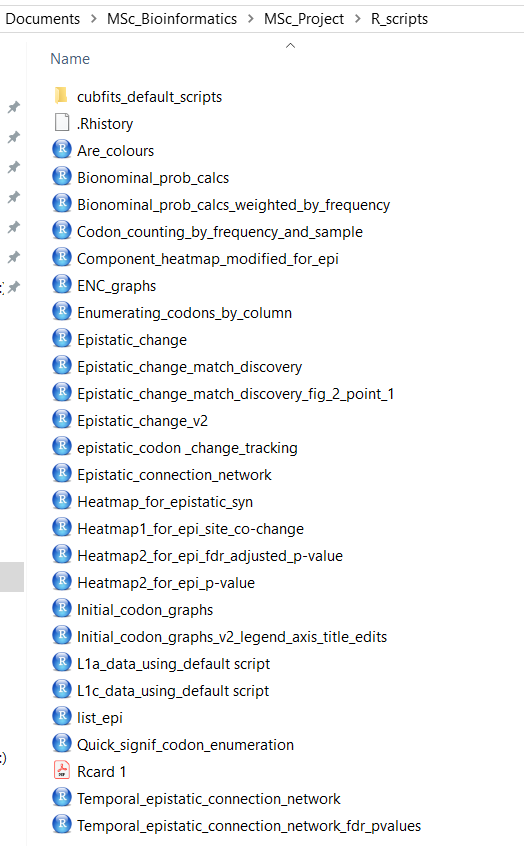 Documents > MSc_Bioinformatics > MSc_Project > R_scripts
Name
cubfits_default_scripts
.Rhistory
Are_colours
Bionominal_prob_calcs
Bionominal_prob_calcs_weighted_by_frequency
Codon_counting_by_frequency_and_sample
Component_heatmap_modified_for_epi
ENC_graphs
Enumerating_codons_by_column
Epistatic_change
Epistatic_change_match_discovery
Epistatic_change_match_discovery_fig_2_point_1
Epistatic_change_v2
epistatic_codon _change_tracking
Epistatic_connection_network
Heatmap_for_epistatic_syn
Heatmap1_for_epi_site_co-change
Heatmap2_for_epi_fdr_adjusted_p-value
Heatmap2_for_epi_p-value
Initial_codon_graphs
Initial_codon_graphs_v2_legend_axis_title_edits
L1a_data_using_default script
L1c_data_using_default script
list_epi
Quick_signif_codon_enumeration
Rcard 1
Temporal_epistatic_connection_network
Temporal_epistatic_connection_network_fdr_pvalues